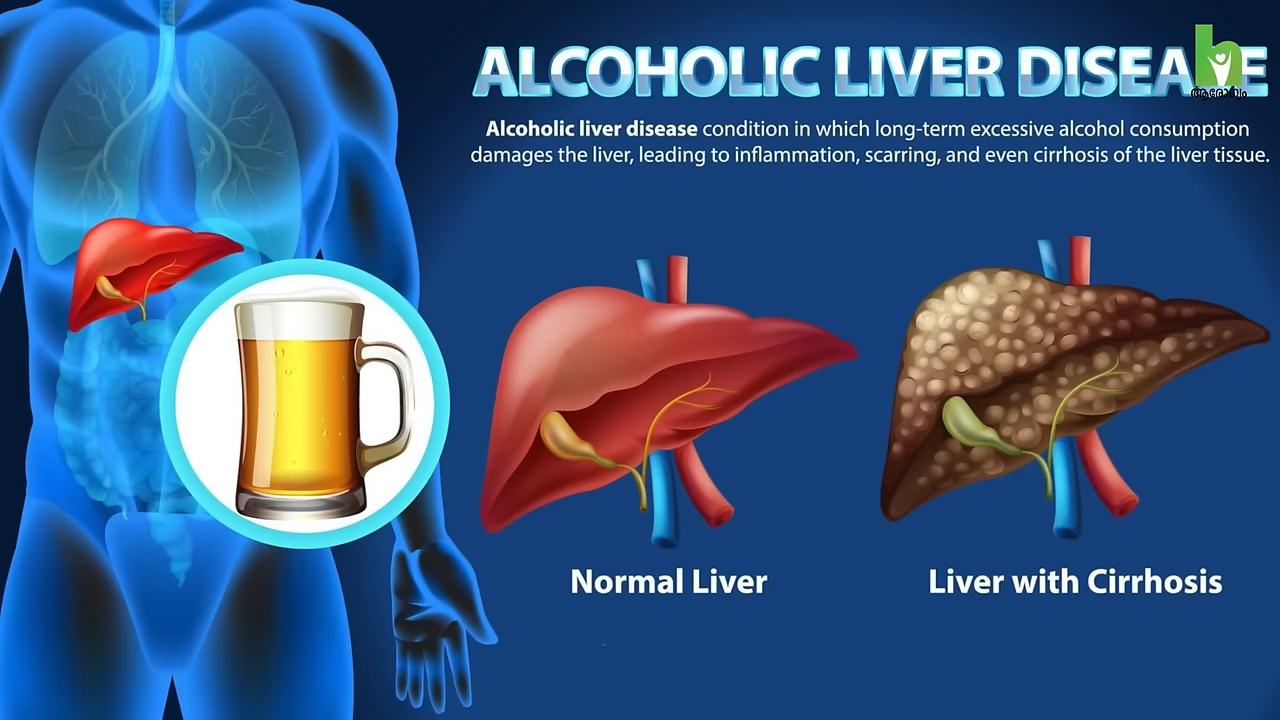 ALCOHOLIC LIVER DISEASE
Alcoholic liver disease condition in which long-term excessive alcohol consumption
damages the liver, leading to inflammation, scarring, and even cirrhosis of the liver tissue.
Normal Liver
Liver with Cirrhosis